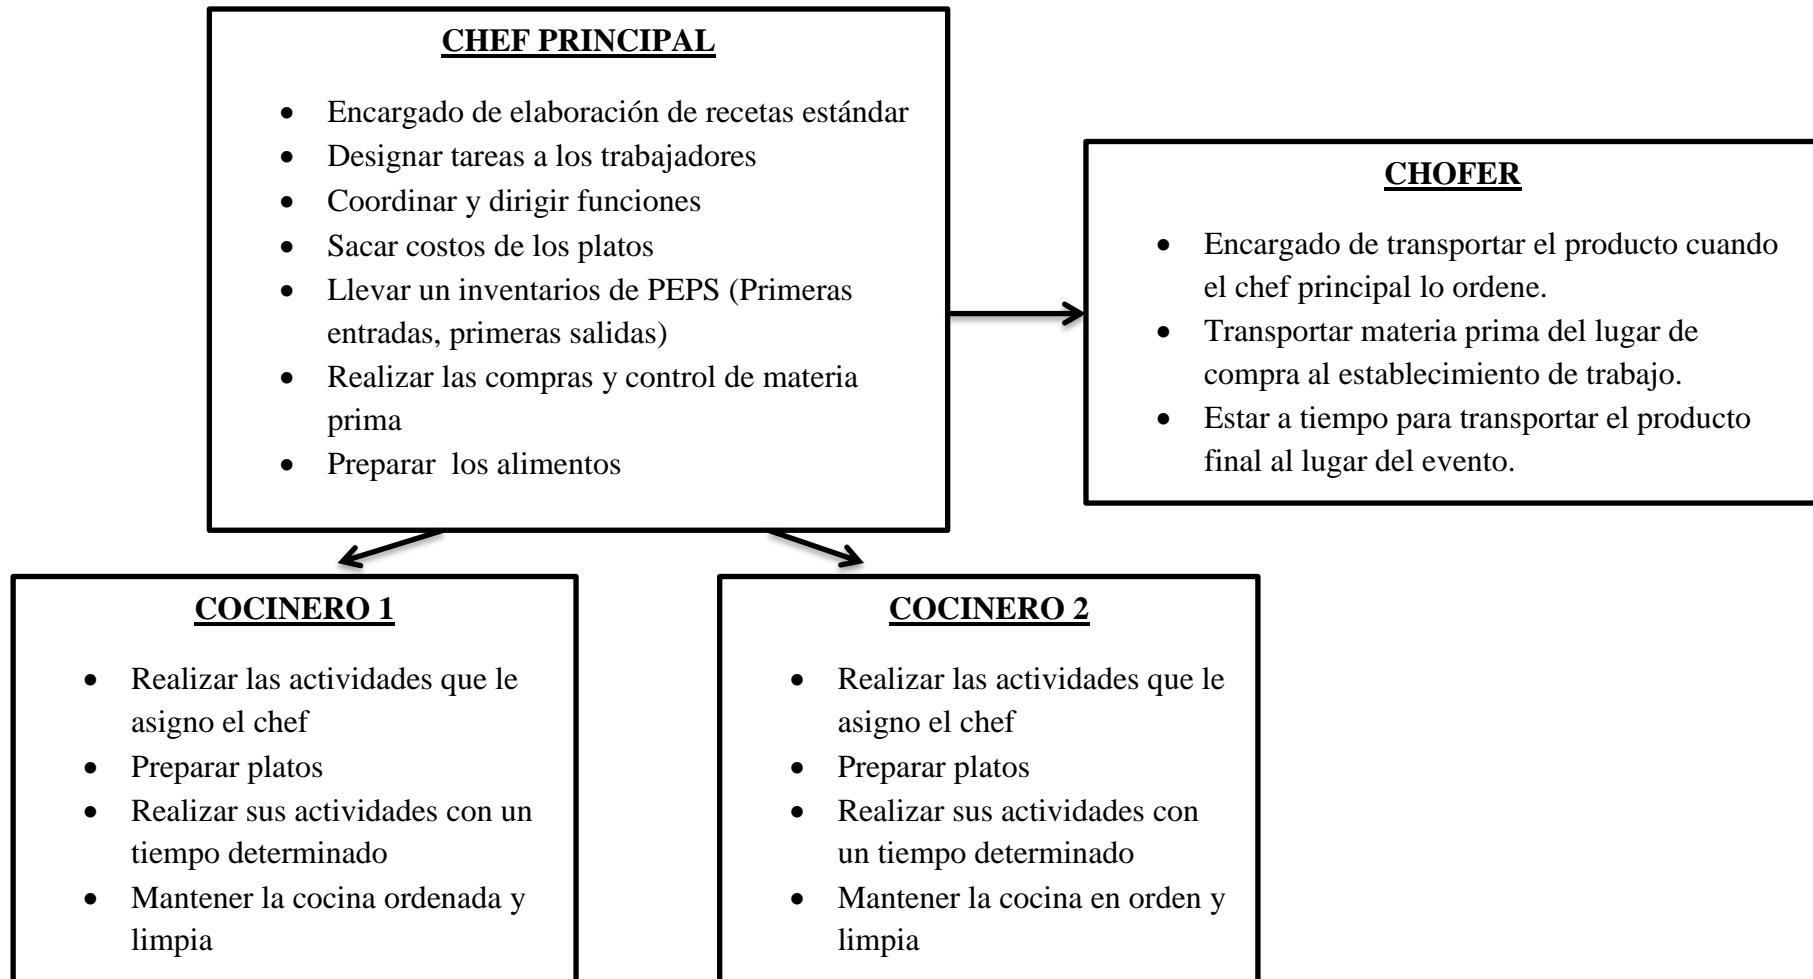 CHEF PRINCIPAL
• Encargado de elaboración de recetas estándar
• Designar tareas a los trabajadores
• Coordinar y dirigir funciones
• Sacar costos de los platos
• Llevar un inventarios de PEPS (Primeras
entradas, primeras salidas)
• Realizar las compras y control de materia
prima
• Preparar los alimentos
CHOFER
• Encargado de transportar el producto cuando
el chef principal lo ordene.
• Transportar materia prima del lugar de
compra al establecimiento de trabajo.
• Estar a tiempo para transportar el producto
final al lugar del evento.
COCINERO 1
• Realizar las actividades que le
asigno el chef
• Preparar platos
• Realizar sus actividades con un
tiempo determinado
• Mantener la cocina ordenada y
limpia
COCINERO 2
• Realizar las actividades que le
asigno el chef
• Preparar platos
• Realizar sus actividades con
un tiempo determinado
• Mantener la cocina en orden y
limpia